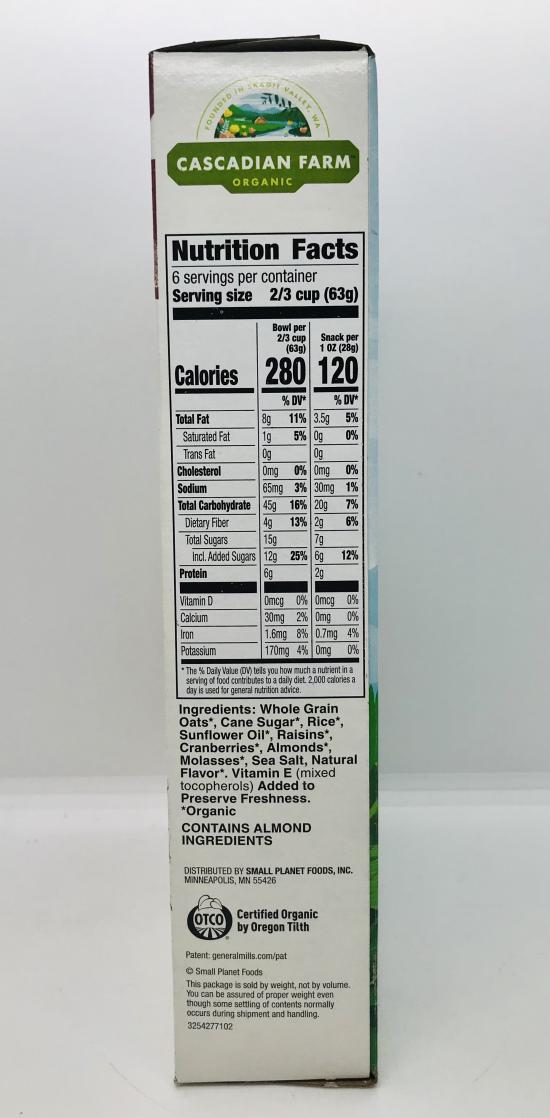 FOUNDED IN SKAGIT VALLEY, WA
CASCADIAN FARM™
ORGANIC
Nutrition Facts
6 servings per container
Serving size 2/3 cup (63g)
Bowl per 2/3 cup (63g) Snack per 1 OZ (28g)
Calories 280 120
% DV* % DV*
Total Fat 8g 11% 3.5g 5%
Saturated Fat 1g 5% 0g 0%
Trans Fat 0g 0g
Cholesterol 0mg 0% 0mg 0%
Sodium 65mg 3% 30mg 1%
Total Carbohydrate 45g 16% 20g 7%
Dietary Fiber 4g 13% 2g 6%
Total Sugars 15g 7g
Incl. Added Sugars 12g 25% 6g 12%
Protein 6g 2g
Vitamin D 0mcg 0% 0mcg 0%
Calcium 30mg 2% 0mg 0%
Iron 1.6mg 8% 0.7mg 4%
Potassium 170mg 4% 0mg 0%
* The % Daily Value (DV) tells you how much a nutrient in a
serving of food contributes to a daily diet. 2,000 calories a
day is used for general nutrition advice.
Ingredients: Whole Grain
Oats*, Cane Sugar*, Rice*,
Sunflower Oil*, Raisins*,
Cranberries*, Almonds*,
Molasses*, Sea Salt, Natural
Flavor*. Vitamin E (mixed
tocopherols) Added to
Preserve Freshness.
*Organic
CONTAINS ALMOND
INGREDIENTS
DISTRIBUTED BY SMALL PLANET FOODS, INC.
MINNEAPOLIS, MN 55426
OTCO ® Certified Organic
by Oregon Tilth
Patent: generalmills.com/pat
© Small Planet Foods
This package is sold by weight, not by volume.
You can be assured of proper weight even
though some settling of contents normally
occurs during shipment and handling.
3254277102